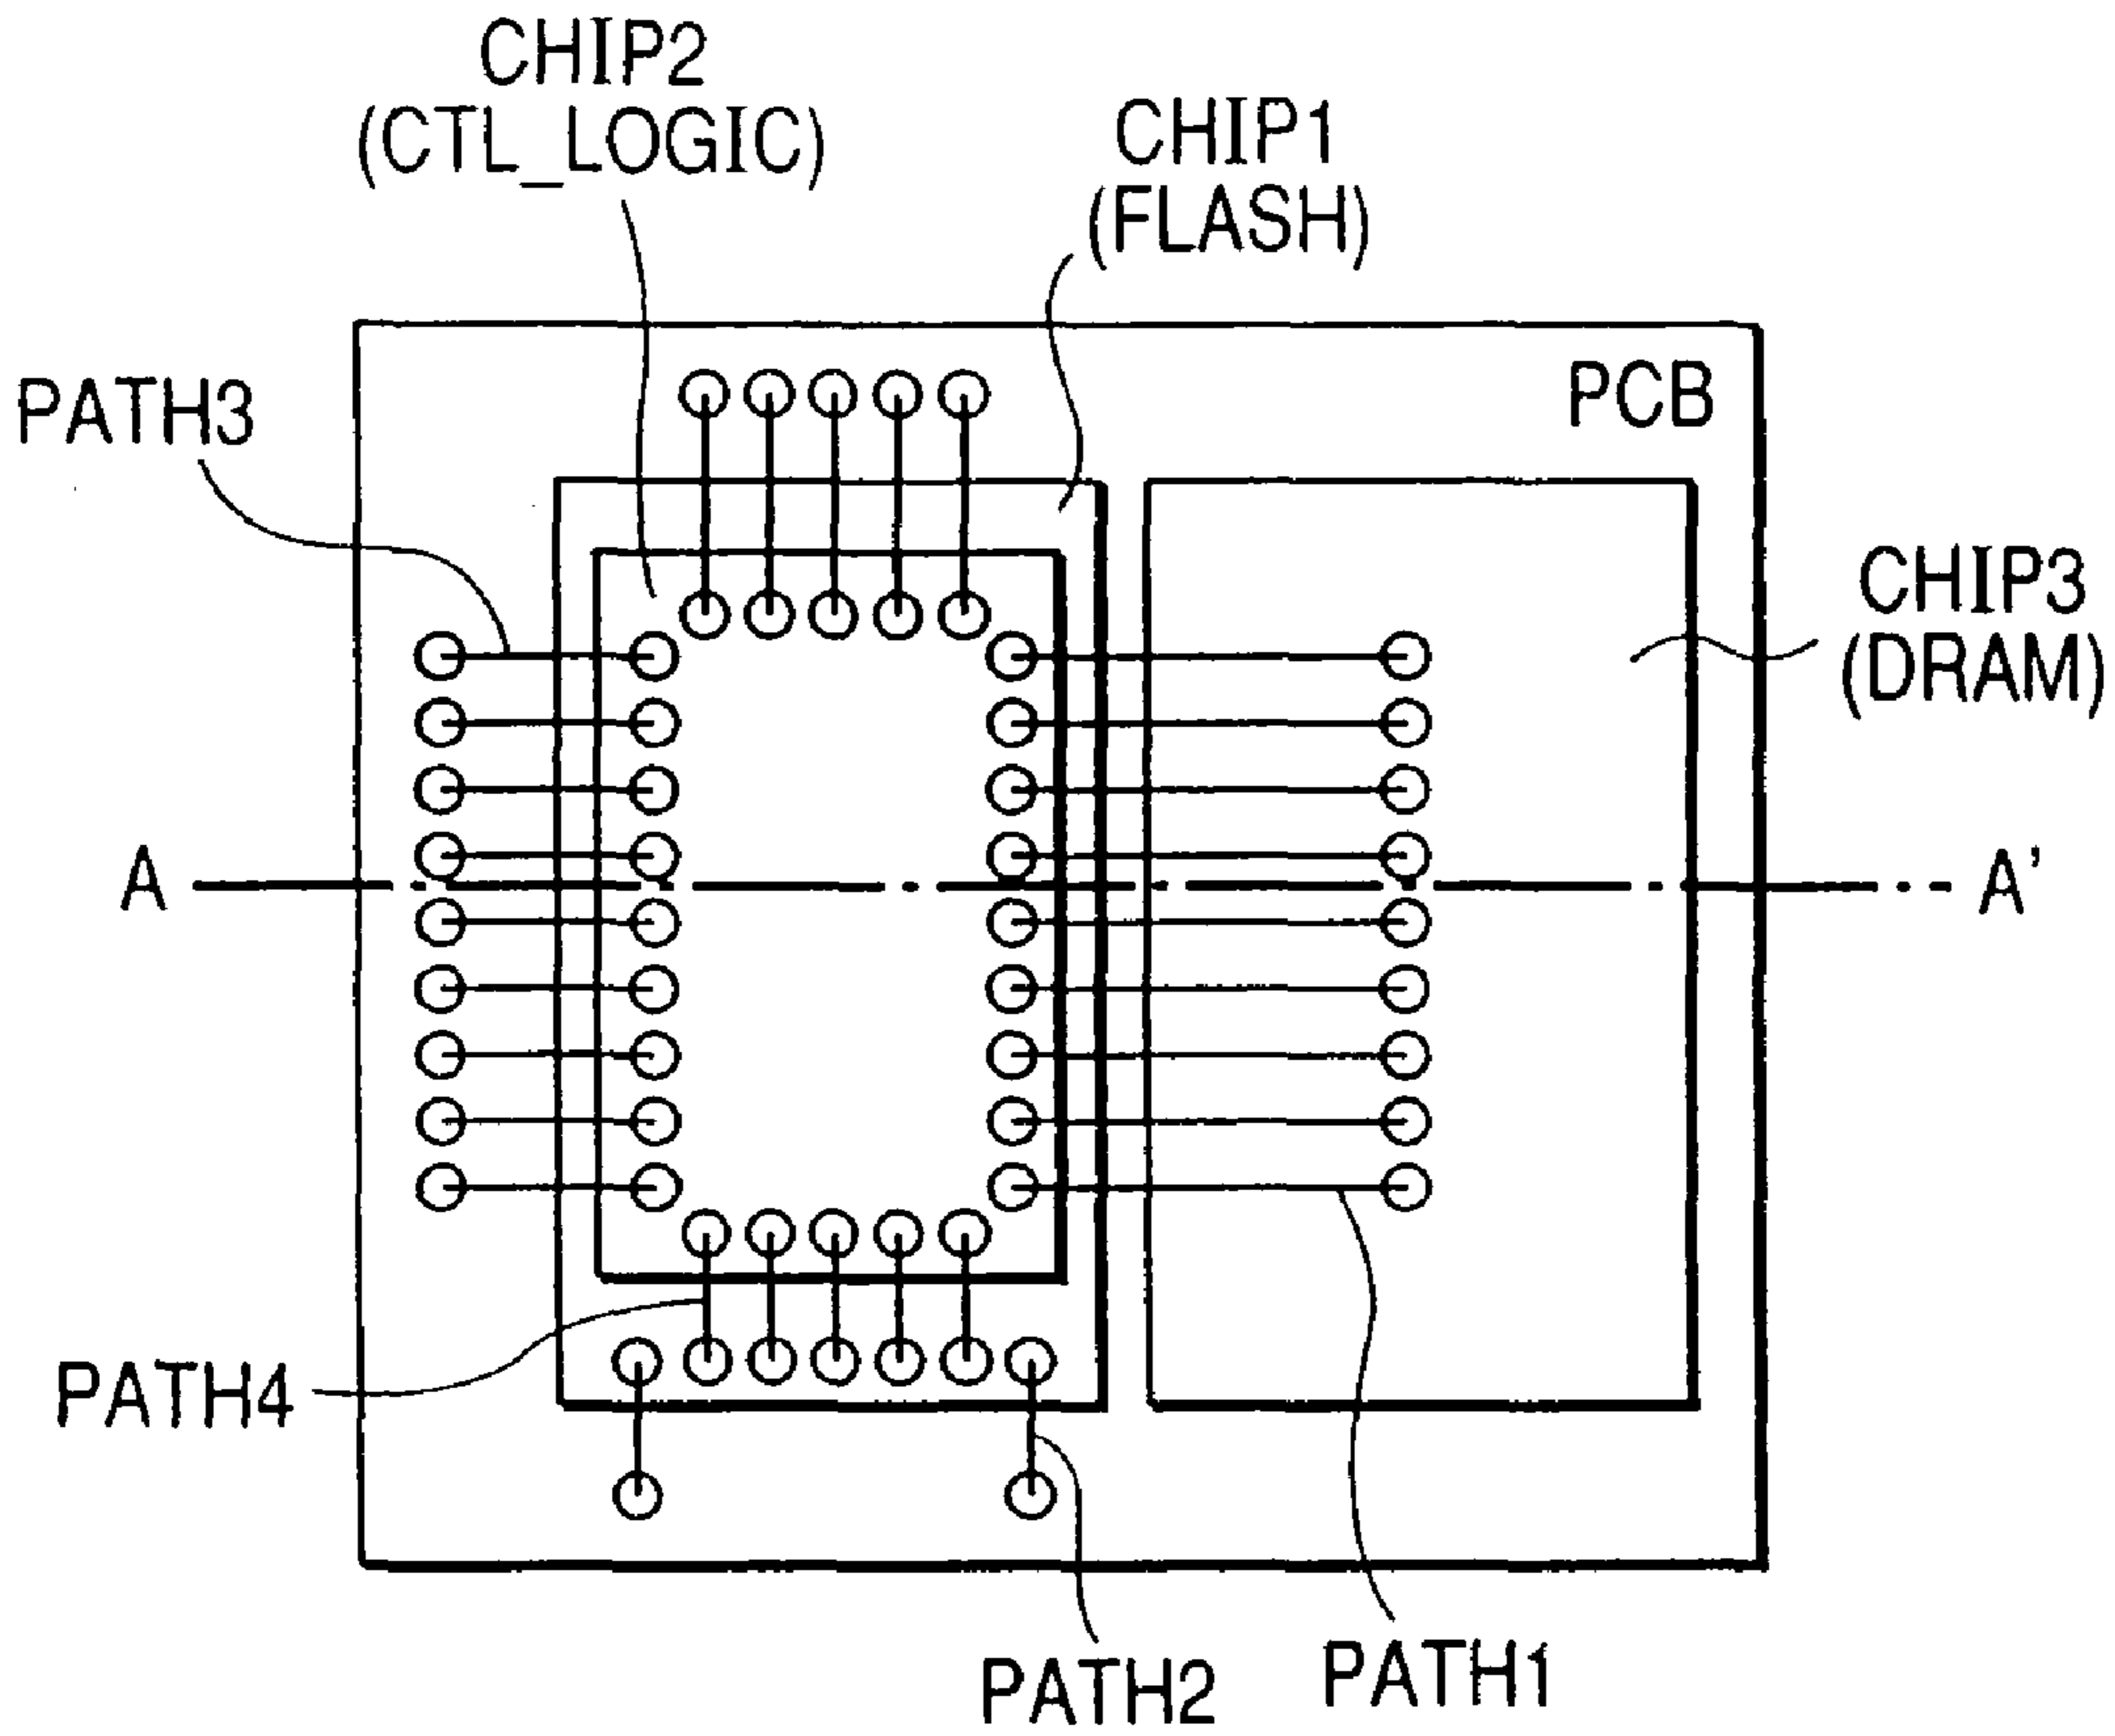 CHIP2
(CTL_LOGIC)
CHIP1
(FLASH)
PATH3
PCB
CHIP3
(DRAM)
A
A'
PATH4
PATH2
PATH1